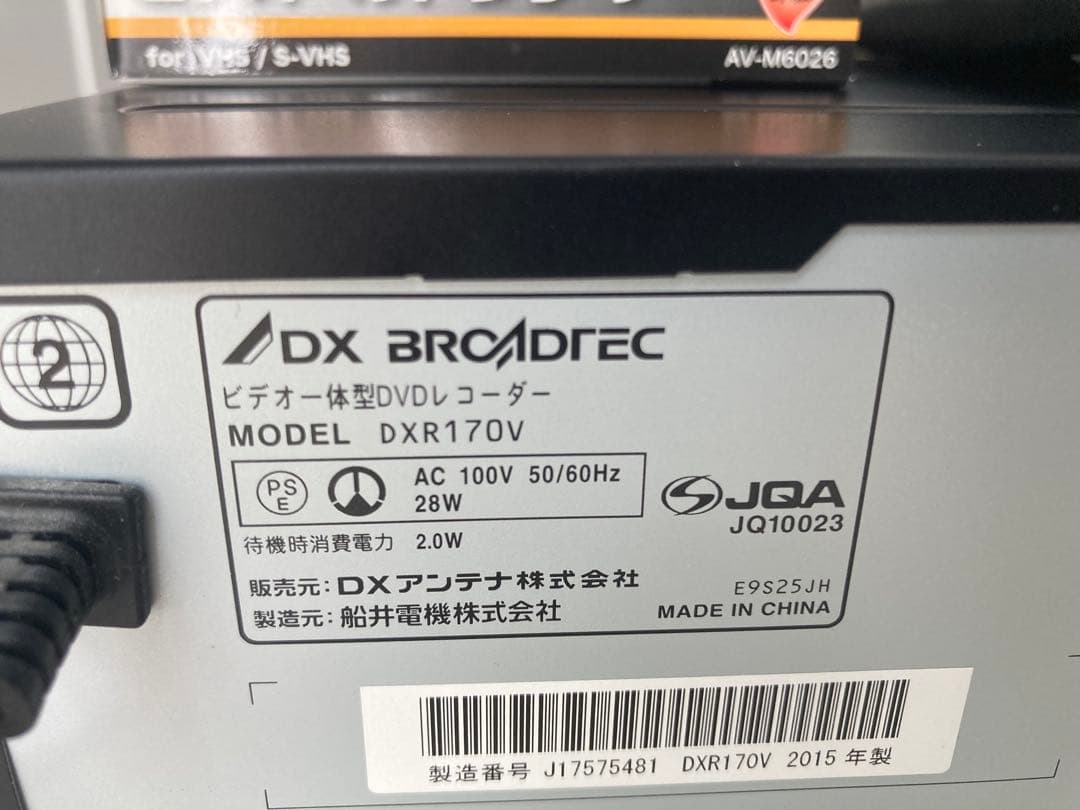 for VHS / S-VHS
AV-M6026
2
DX BROADTEC
ビデオ一体型DVDレコーダー
MODEL DXR170V
PS
E
AC 100V 50/60Hz
28W
JQA
JQ10023
待機時消費電力 2.0W
販売元: DXアンテナ株式会社
E9S25JH
製造元: 船井電機株式会社
MADE IN CHINA
製造番号 J17575481 DXR170V 2015 年製